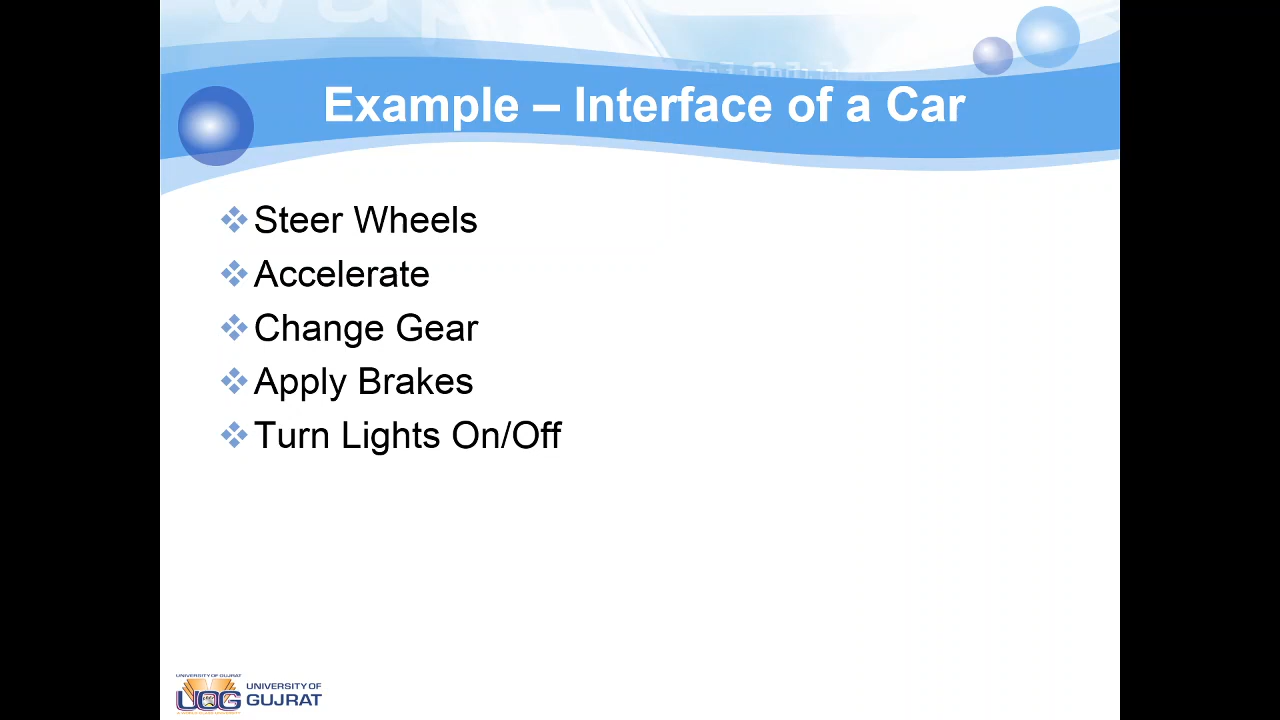 Example – Interface of a Car
Steer Wheels
Accelerate
Change Gear
Apply Brakes
Turn Lights On/Off
UNIVERSITY OF GUJRAT
UOG
UNIVERSITY OF
GUJRAT